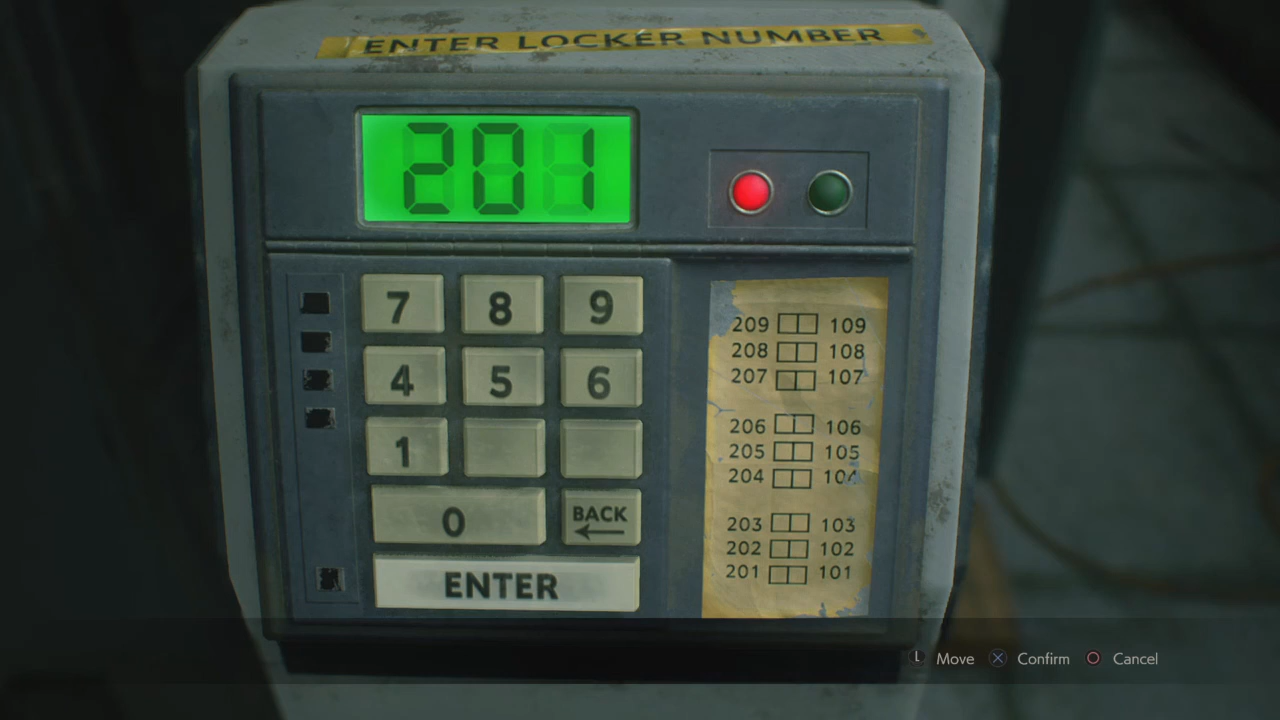 ENTER LOCKER NUMBER
201
7 8 9
4 5 6
1
0 BACK
ENTER
209 109
208 108
207 107
206 106
205 105
204 104
203 103
202 102
201 101
L Move Confirm Cancel